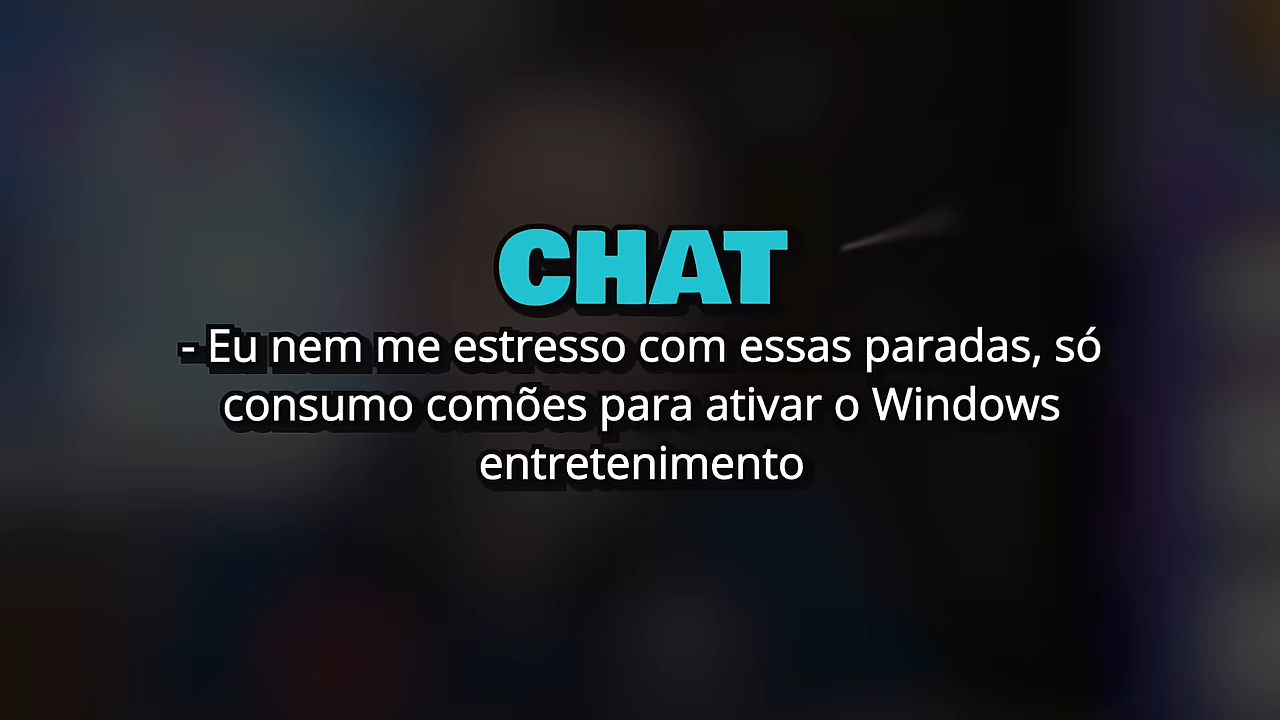 CHAT
- Eu nem me estresso com essas paradas, só
consumo comões para ativar o Windows
entretenimento